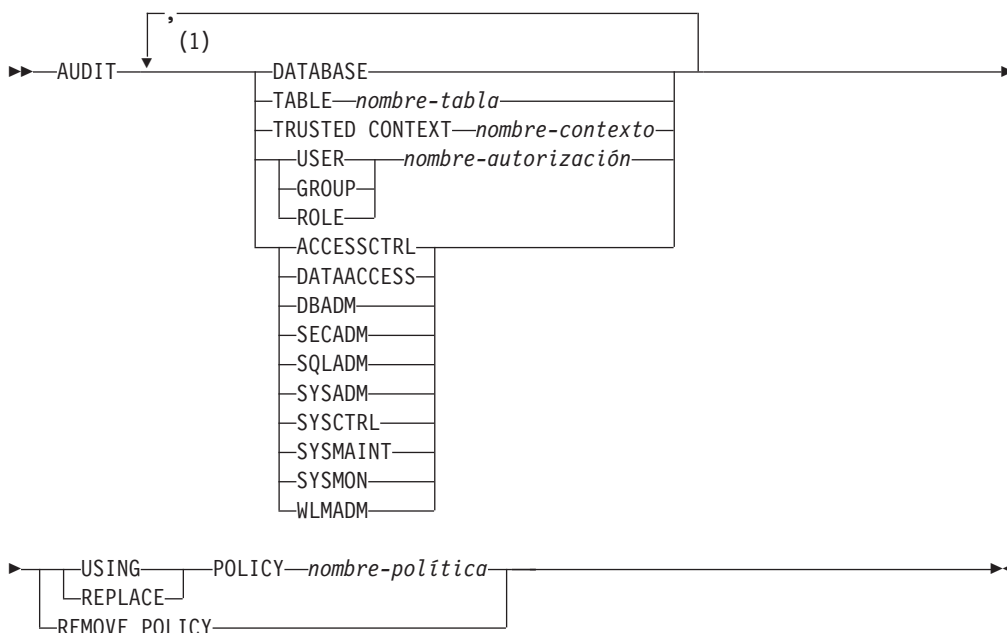 ,
(1)
AUDIT DATABASE
TABLE nombre-tabla
TRUSTED CONTEXT nombre-contexto
USER nombre-autorización
GROUP
ROLE
ACCESSCTRL
DATAACCESS
DBADM
SECADM
SQLADM
SYSADM
SYSCTRL
SYSMAINT
SYSMON
WLMADM
USING POLICY nombre-política
REPLACE
REMOVE POLICY